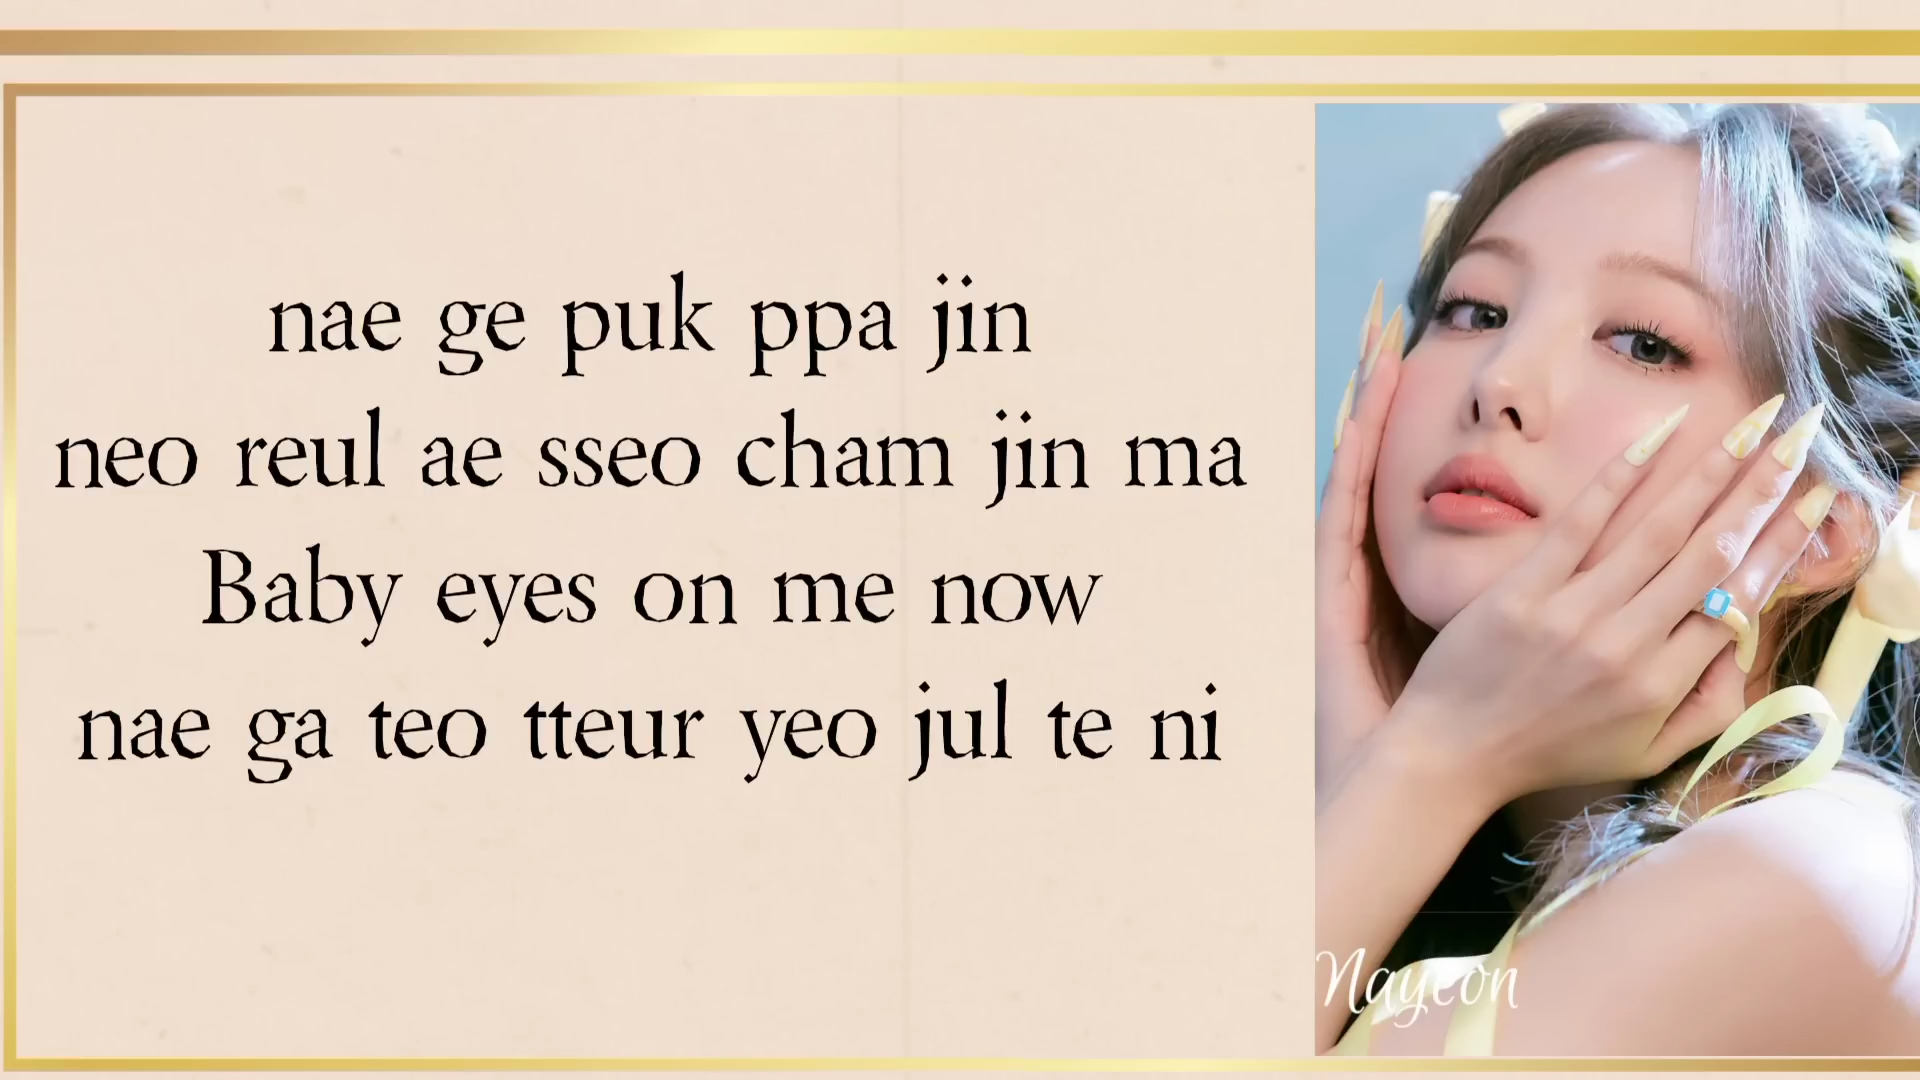 nae ge puk ppa jin
neo reul ae sseo cham jin ma
Baby eyes on me now
nae ga teo tteur yeo jul te ni
Nayeon